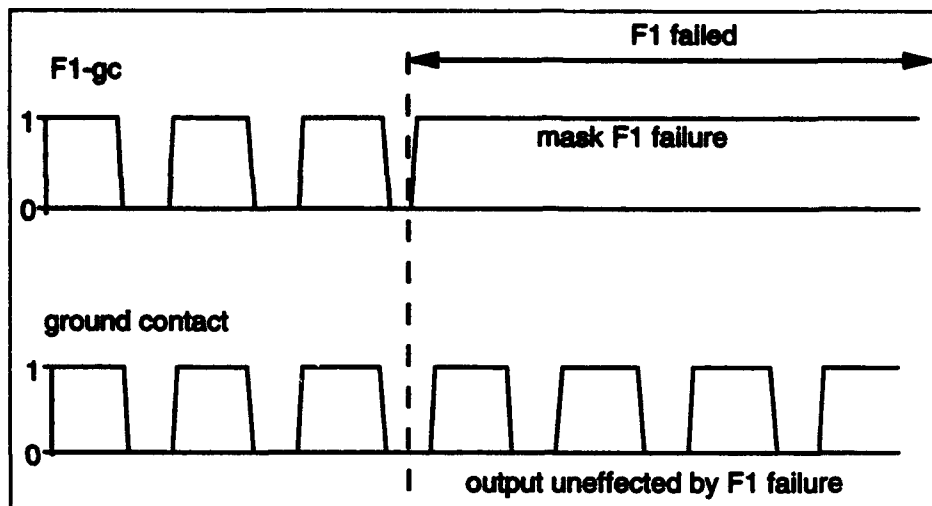 F1 failed
F1-gc
1
mask F1 failure
0
ground contact
1
0
output uneffected by F1 failure